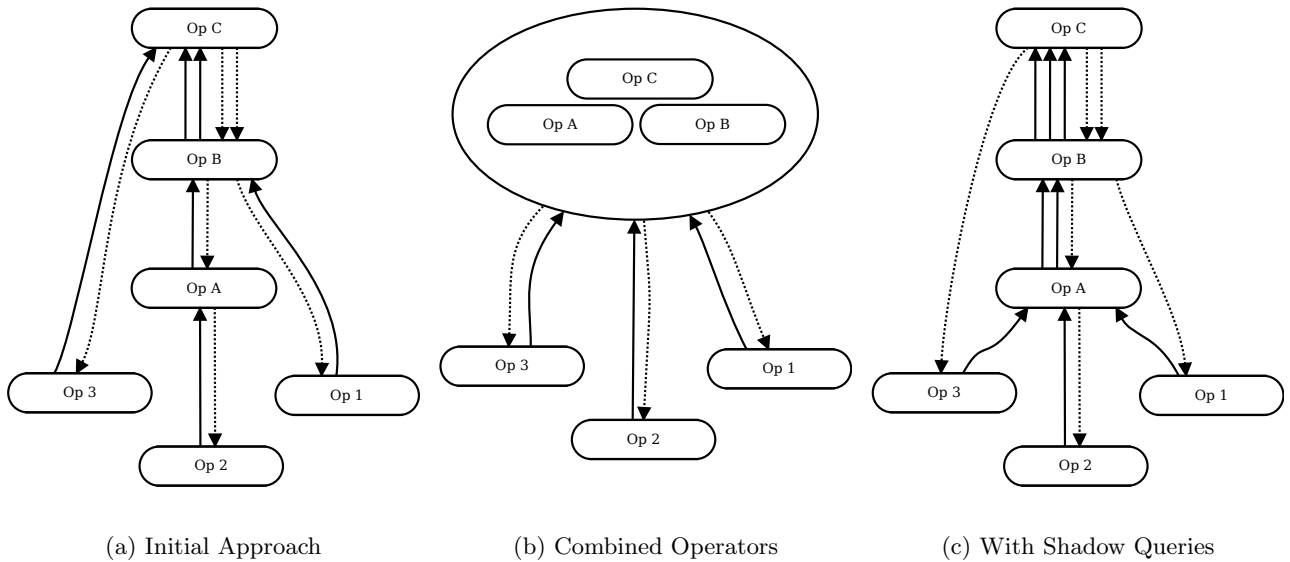 Op C
Op B
Op A
Op 3
Op 1
Op 2
(a) Initial Approach
Op C
Op A
Op B
Op 3
Op 1
Op 2
(b) Combined Operators
Op C
Op B
Op A
Op 3
Op 1
Op 2
(c) With Shadow Queries